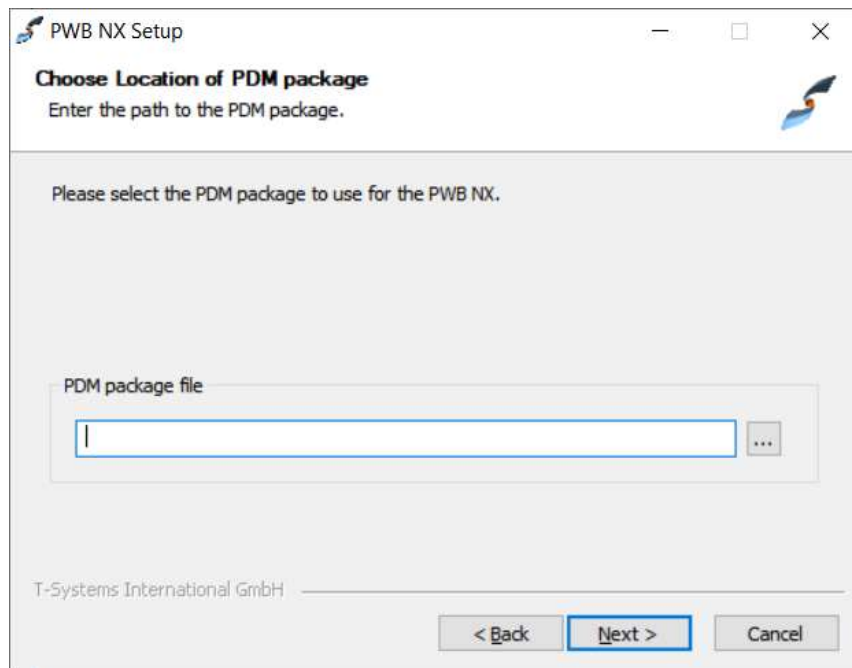 PWB NX Setup
Choose Location of PDM package
Enter the path to the PDM package.
Please select the PDM package to use for the PWB NX.
PDM package file
...
T-Systems International GmbH
< Back
Next >
Cancel